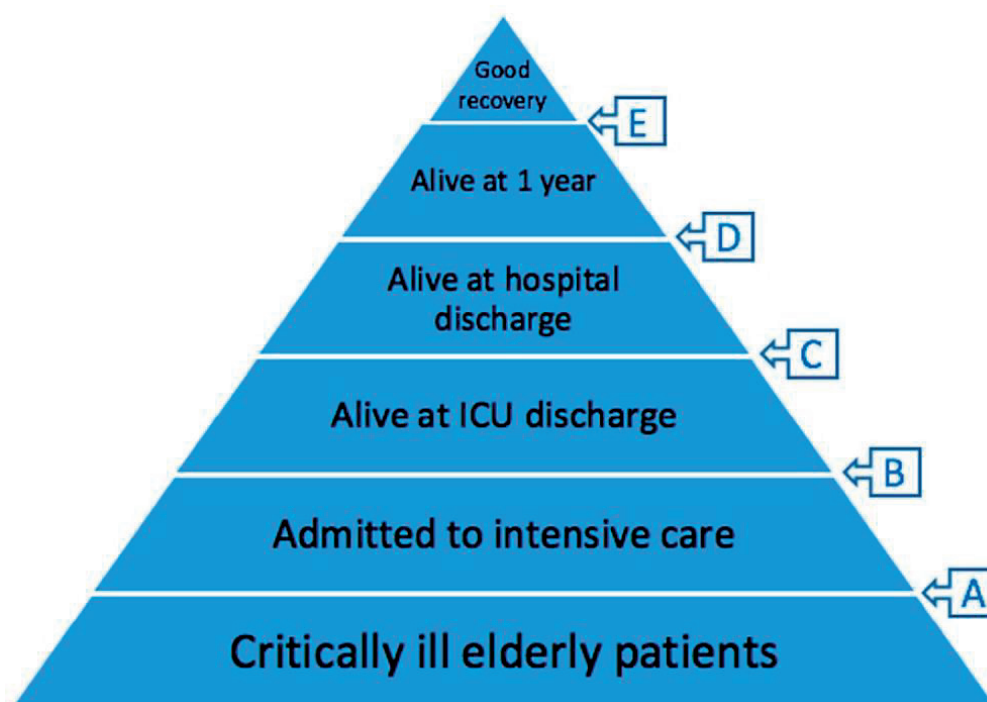 Good
recovery
E
Alive at 1 year
D
Alive at hospital
discharge
C
Alive at ICU discharge
B
Admitted to intensive care
A
Critically ill elderly patients